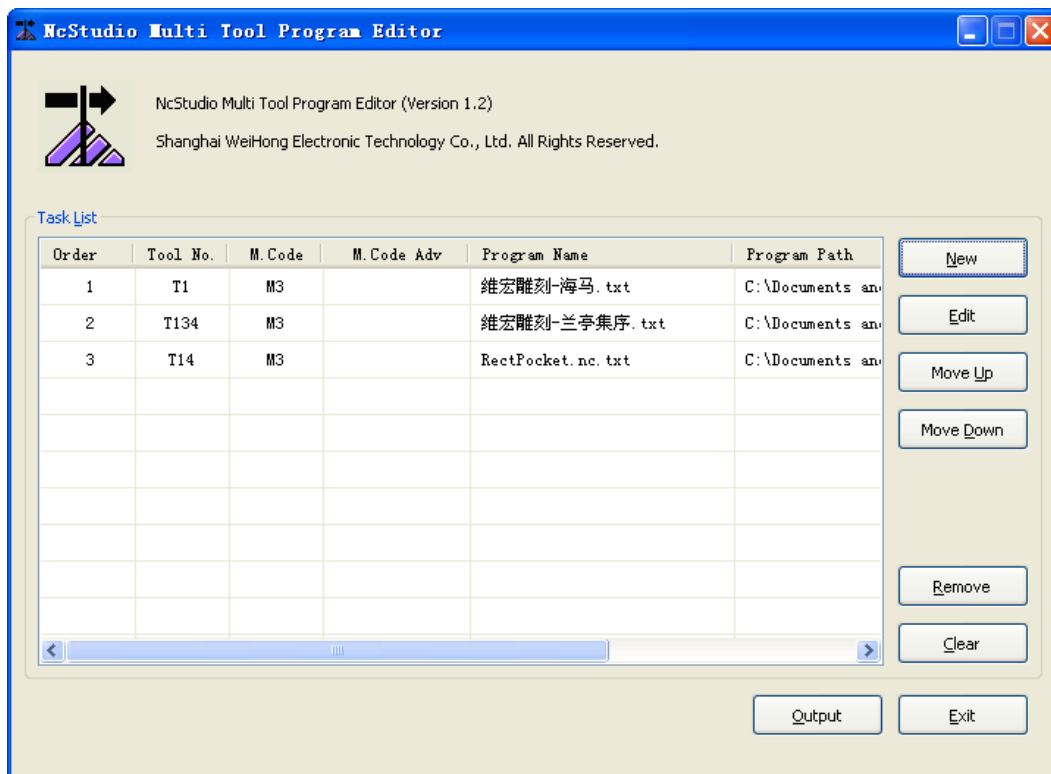 NcStudio Multi Tool Program Editor
NcStudio Multi Tool Program Editor (Version 1.2)
Shanghai WeiHong Electronic Technology Co., Ltd. All Rights Reserved.
Task List
Order Tool No. M.Code M.Code Adv Program Name Program Path
1 T1 M3 维宏雕刻-海马.txt C:\Documents an
2 T134 M3 维宏雕刻-兰亭集序.txt C:\Documents an
3 T14 M3 RectPocket.nc.txt C:\Documents an
New
Edit
Move Up
Move Down
Remove
Clear
Output Exit